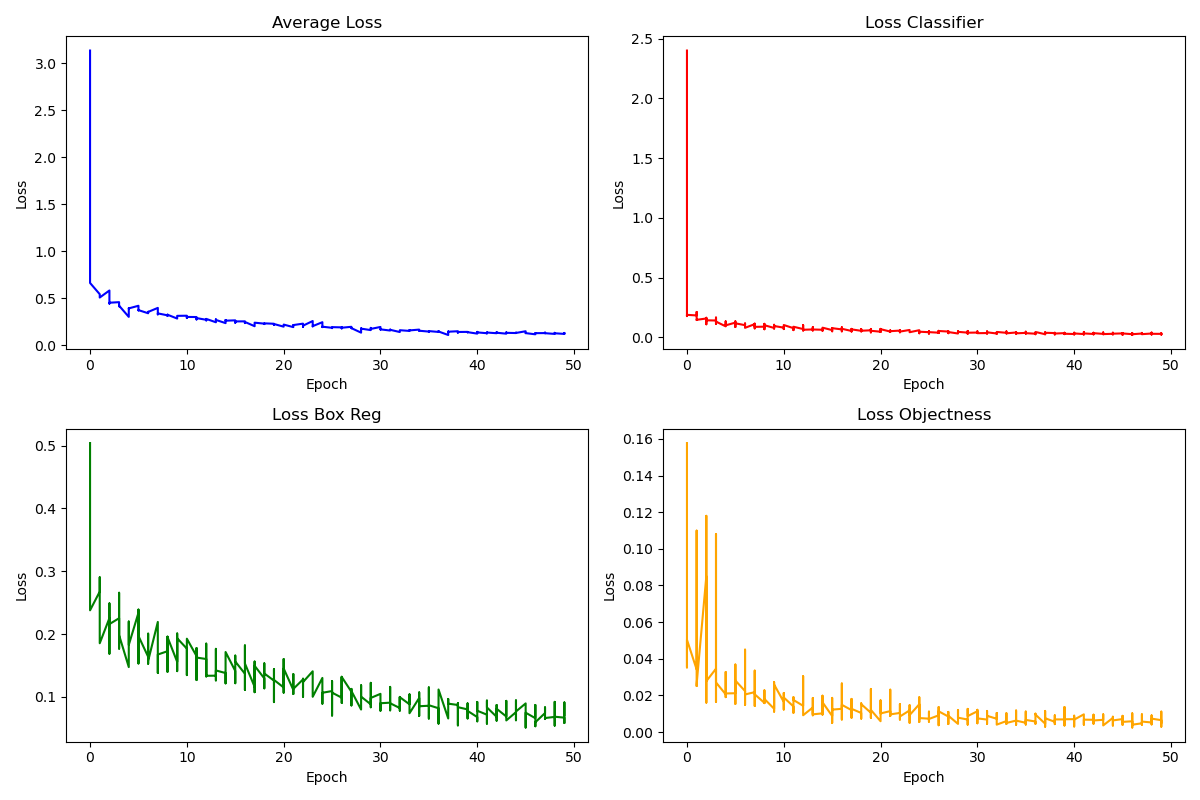 Average Loss
Loss
3.0
2.5
2.0
1.5
1.0
0.5
0.0
0 10 20 30 40 50
Epoch
Loss Classifier
Loss
2.5
2.0
1.5
1.0
0.5
0.0
0 10 20 30 40 50
Epoch
Loss Box Reg
Loss
0.5
0.4
0.3
0.2
0.1
0 10 20 30 40 50
Epoch
Loss Objectness
Loss
0.16
0.14
0.12
0.10
0.08
0.06
0.04
0.02
0.00
0 10 20 30 40 50
Epoch